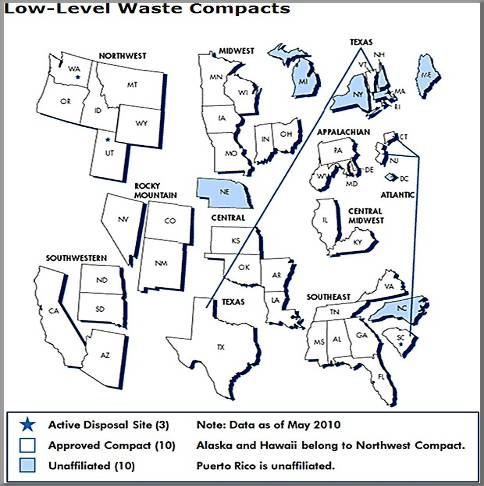 Low-Level Waste Compacts
NORTHWEST
WA
MT
OR
ID
WY
UT
MIDWEST
MN
WI
MI
IA
IN
OH
MO
TEXAS
VT
NH
ME
NY
MA
RI
APPALACHIAN
PA
WV
MD
DE
CT
NJ
DC
ATLANTIC
ROCKY
MOUNTAIN
NV
CO
NM
NE
CENTRAL
KS
OK
AR
LA
IL
CENTRAL
MIDWEST
KY
SOUTHWESTERN
CA
ND
SD
AZ
TEXAS
TX
SOUTHEAST
VA
TN
NC
SC
MS
AL
GA
FL
Active Disposal Site (3)
Note: Data as of May 2010
Approved Compact (10)
Alaska and Hawaii belong to Northwest Compact.
Unaffiliated (10)
Puerto Rico is unaffiliated.